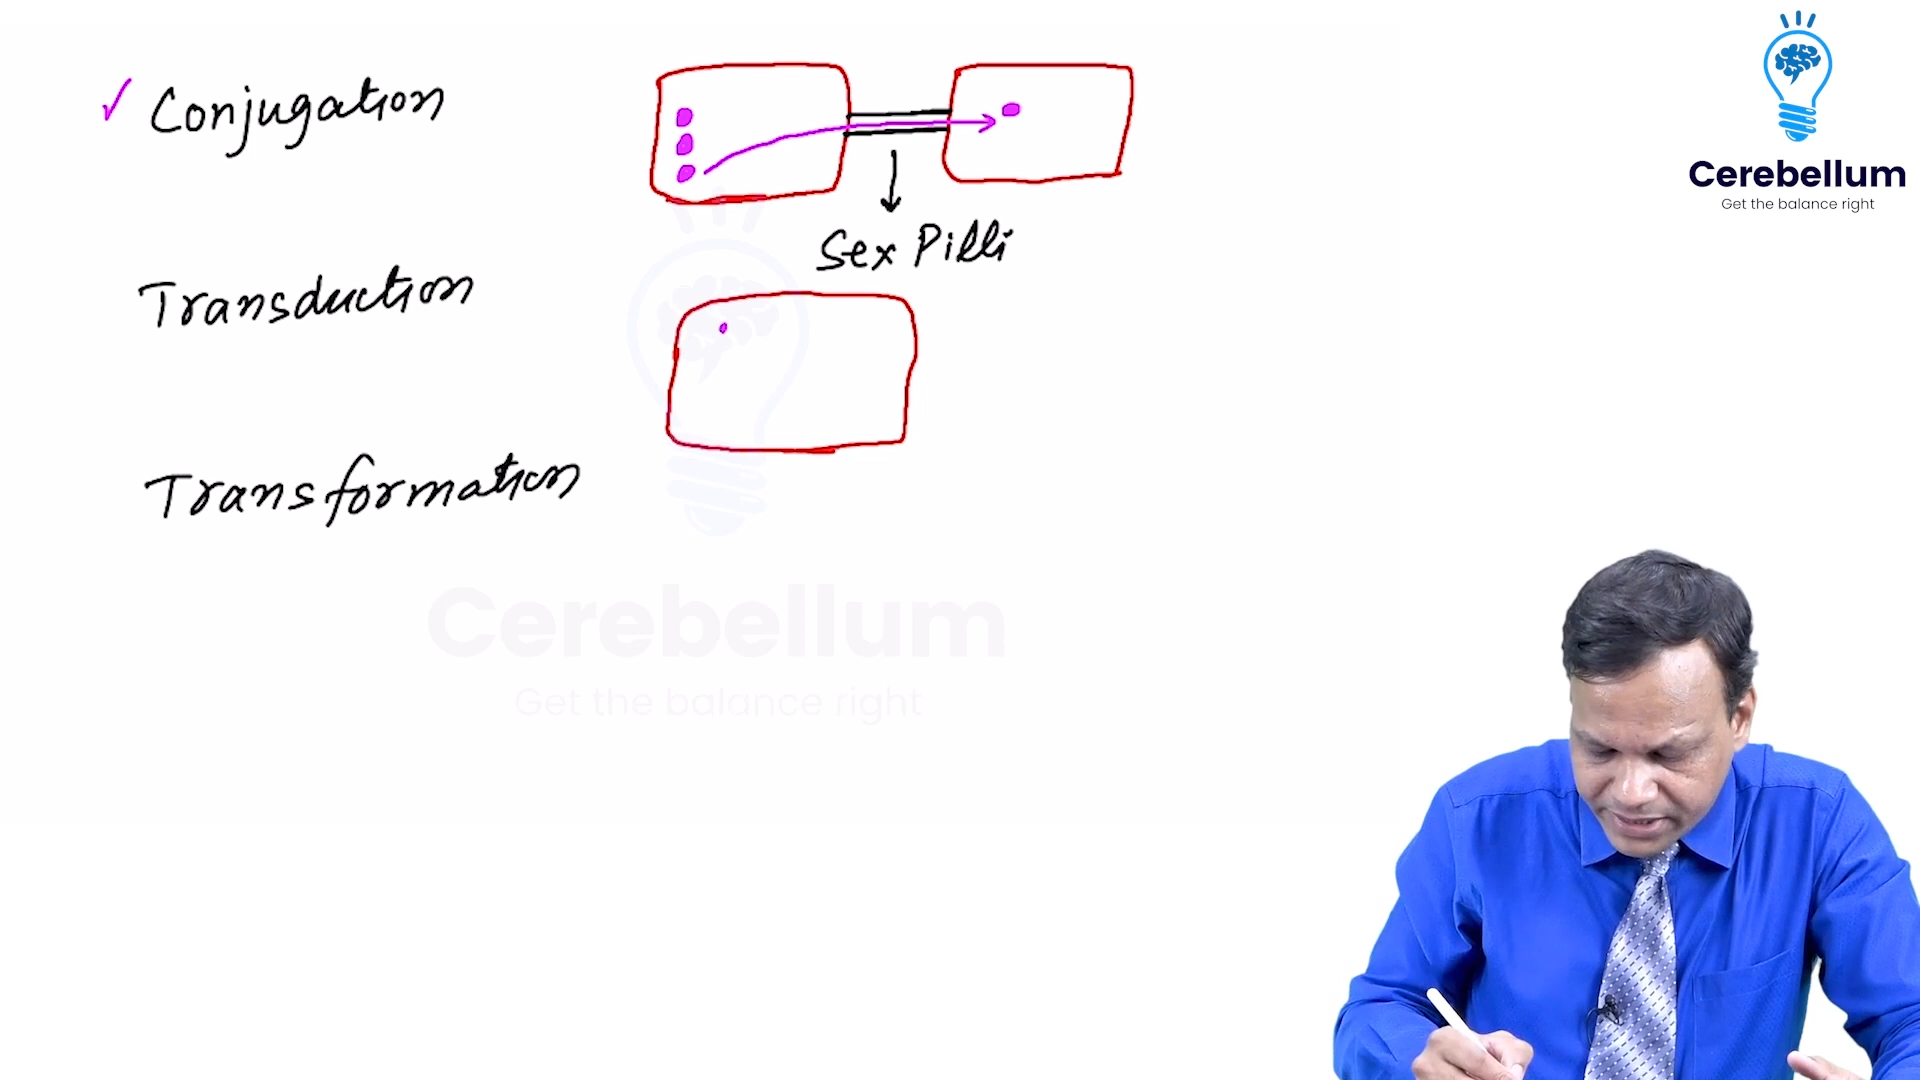 Conjugation
Sex Pilli
Transduction
Transformation
Cerebellum
Get the balance right
Cerebellum
Get the balance right